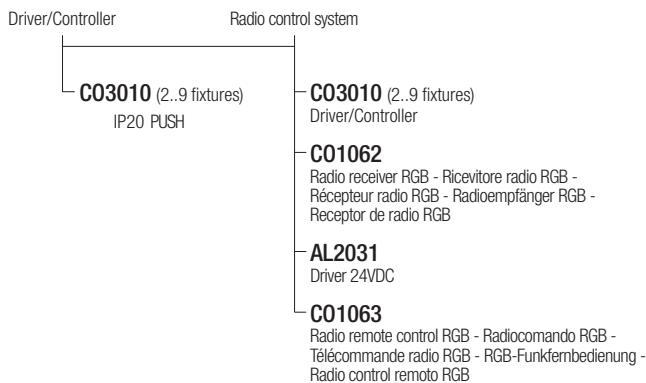 Driver/Controller
Radio control system
CO3010 (2..9 fixtures)
IP20 PUSH
CO3010 (2..9 fixtures)
Driver/Controller
CO1062
Radio receiver RGB - Ricevitore radio RGB -
Récepteur radio RGB - Radioempfänger RGB -
Receptor de radio RGB
AL2031
Driver 24VDC
CO1063
Radio remote control RGB - Radiocomando RGB -
Télécommande radio RGB - RGB-Funkfernbedienung -
Radio control remoto RGB